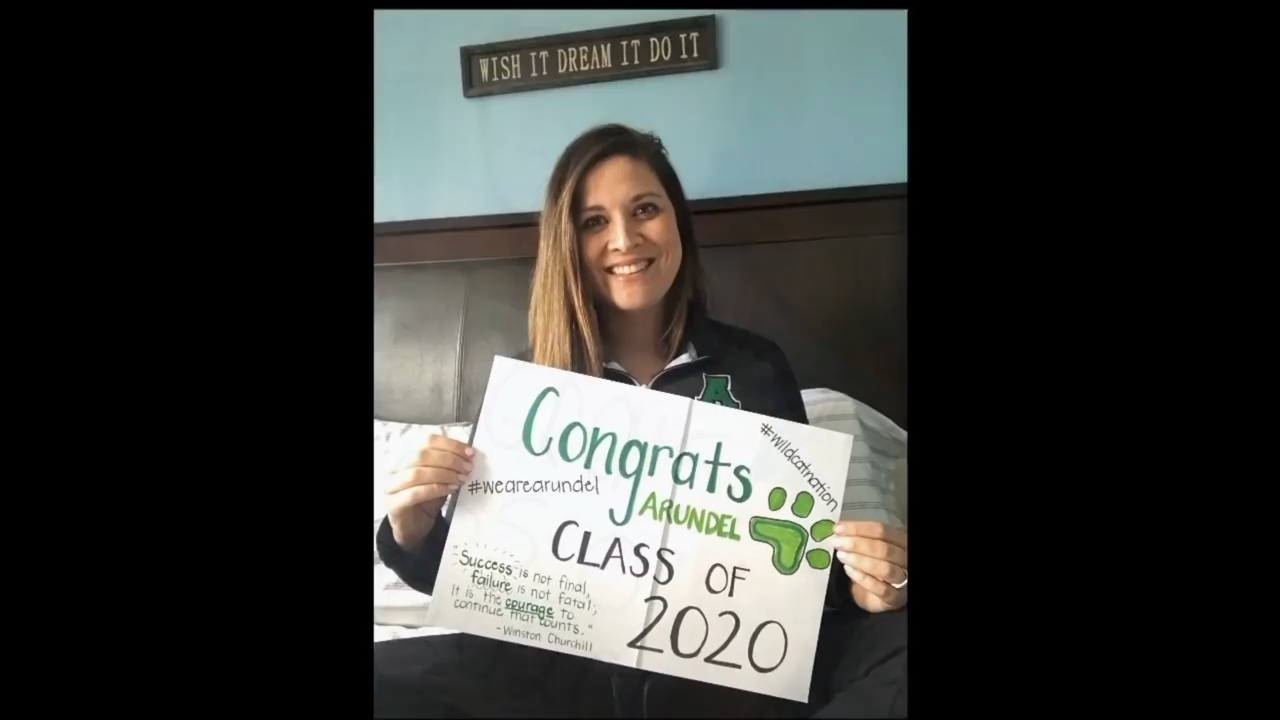 WISH IT DREAM IT DO IT
A
Congrats
#wildcatnation
#wearearundel
ARUNDEL
CLASS OF
2020
"Success is not final,
failure is not fatal;
It is the courage to
continue that counts."
- Winston Churchill